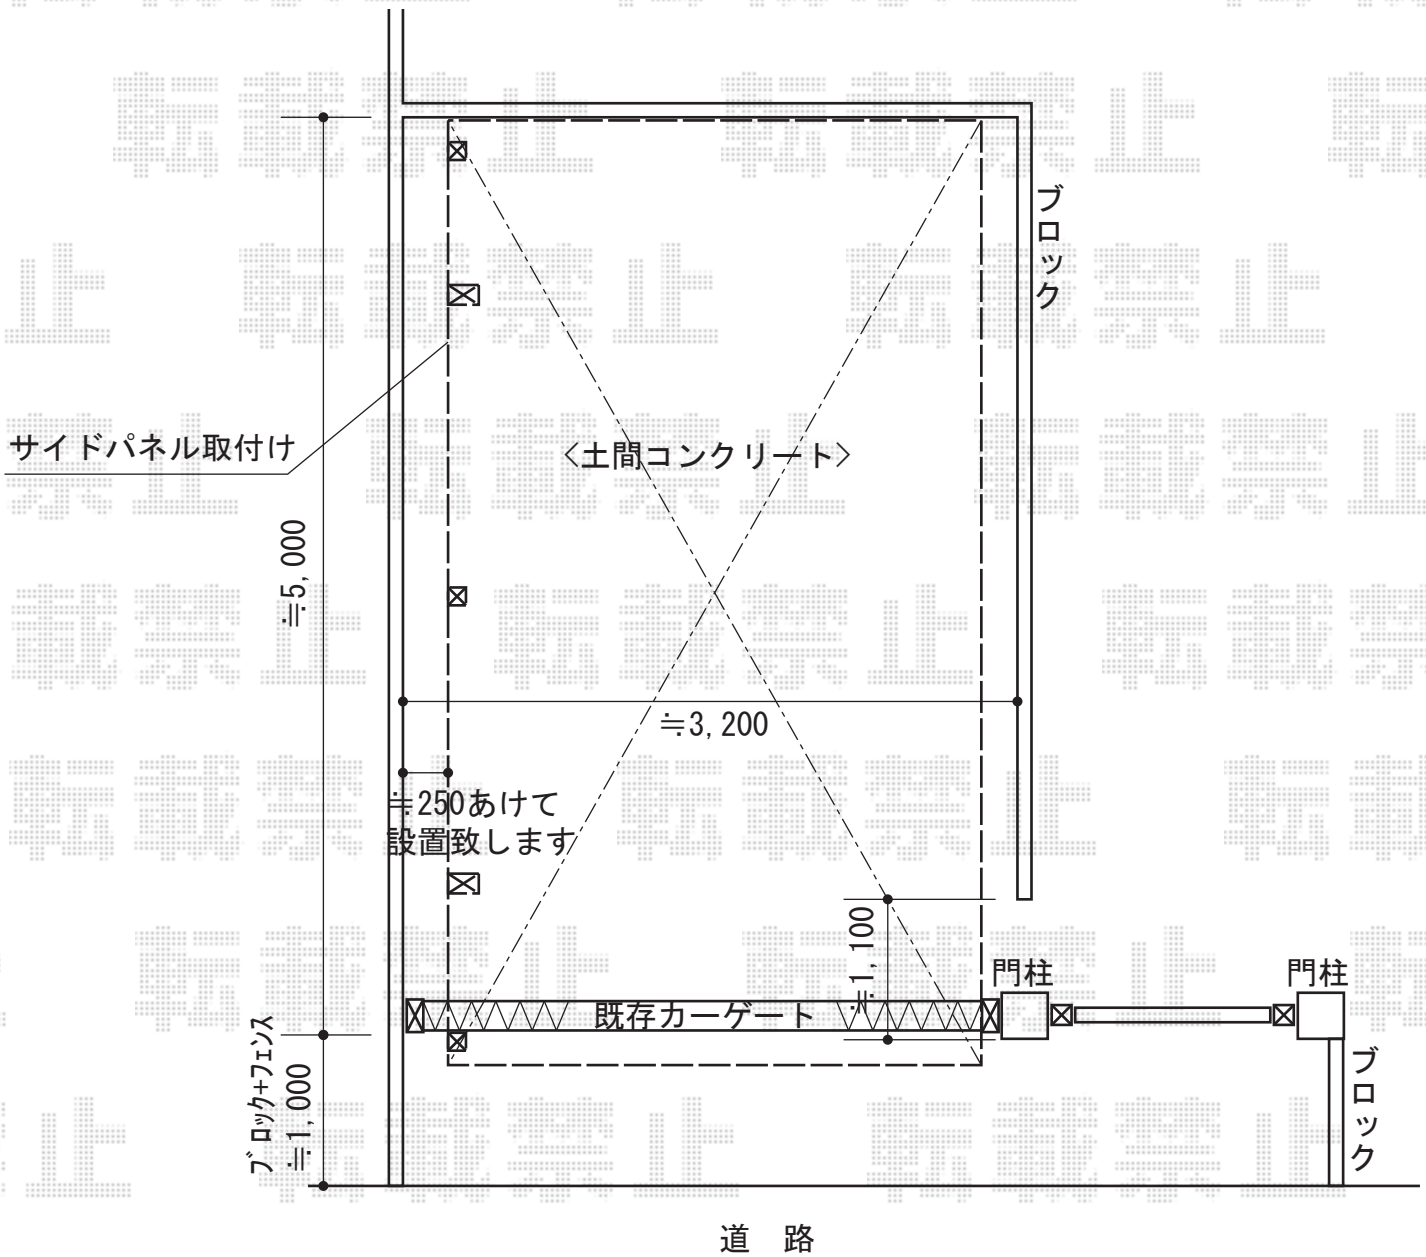 ブロック
サイドパネル取付け
<土間コンクリート>
≒5,000
≒3,200
≒250あけて
設置致します
≒1,100
門柱
門柱
既存カーゲート
ブロック+フェンス
≒1,000
ブロック
道 路
転載禁止